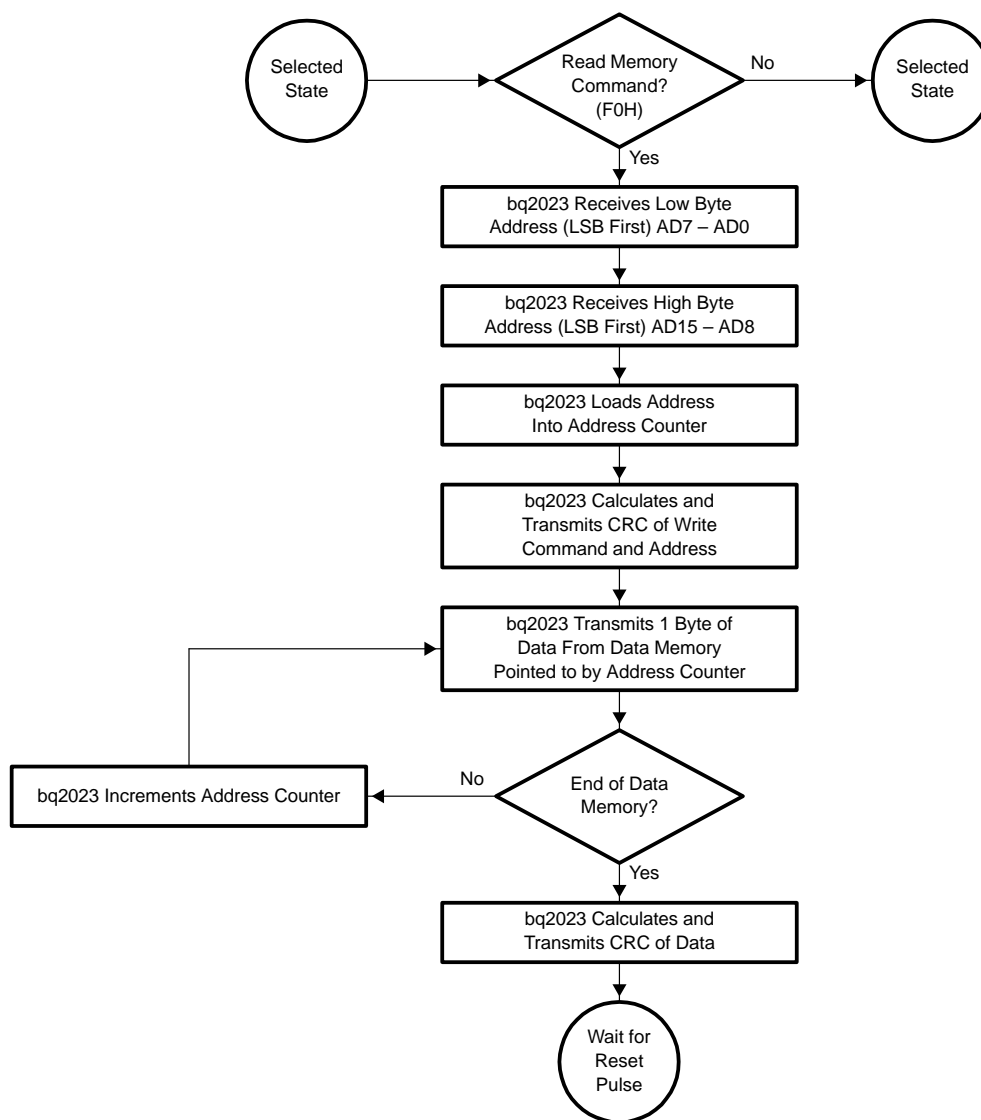 Selected
State
Read Memory
Command?
(F0H)
No
Selected
State
Yes
bq2023 Receives Low Byte
Address (LSB First) AD7 – AD0
bq2023 Receives High Byte
Address (LSB First) AD15 – AD8
bq2023 Loads Address
Into Address Counter
bq2023 Calculates and
Transmits CRC of Write
Command and Address
bq2023 Transmits 1 Byte of
Data From Data Memory
Pointed to by Address Counter
No
End of Data
Memory?
bq2023 Increments Address Counter
Yes
bq2023 Calculates and
Transmits CRC of Data
Wait for
Reset
Pulse